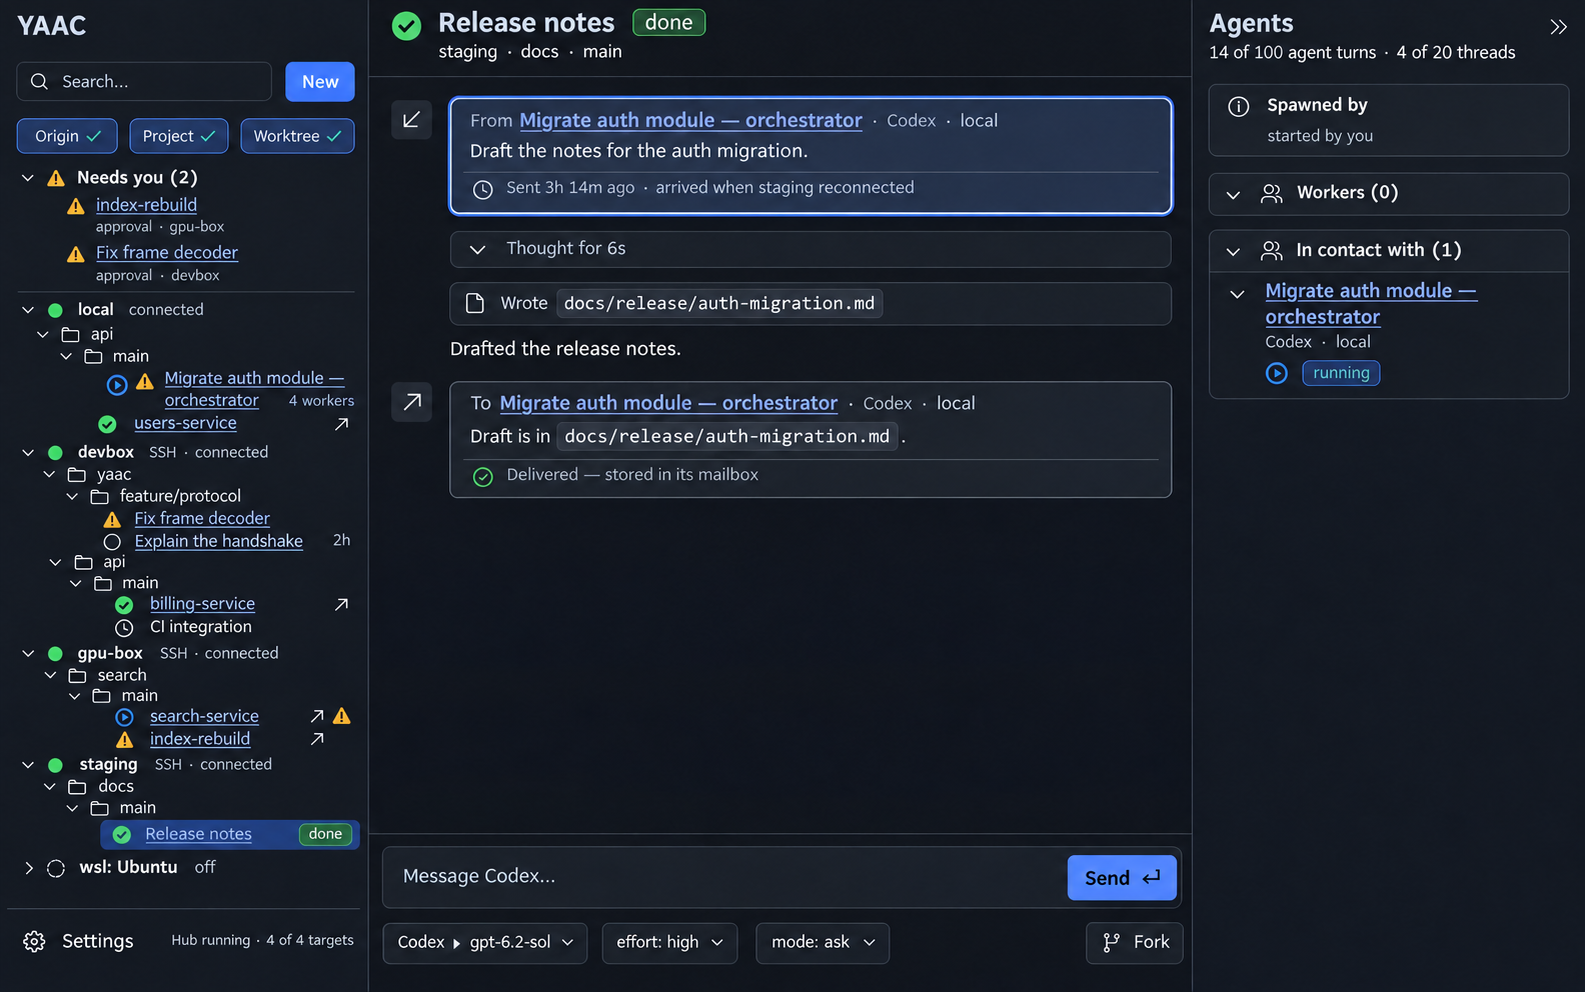 YAAC
Search...
New
Origin
Project
Worktree
Needs you (2)
index-rebuild
approval · gpu-box
Fix frame decoder
approval · devbox
local connected
api
main
Migrate auth module —
orchestrator 4 workers
users-service
devbox SSH · connected
yaac
feature/protocol
Fix frame decoder
Explain the handshake 2h
api
main
billing-service
CI integration
gpu-box SSH · connected
search
main
search-service
index-rebuild
staging SSH · connected
docs
main
Release notes done
wsl: Ubuntu off
Settings Hub running · 4 of 4 targets
Release notes done
staging · docs · main
From Migrate auth module — orchestrator · Codex · local
Draft the notes for the auth migration.
Sent 3h 14m ago · arrived when staging reconnected
Thought for 6s
Wrote docs/release/auth-migration.md
Drafted the release notes.
To Migrate auth module — orchestrator · Codex · local
Draft is in docs/release/auth-migration.md .
Delivered — stored in its mailbox
Message Codex...
Send
Codex ▸ gpt-6.2-sol
effort: high
mode: ask
Fork
Agents
14 of 100 agent turns · 4 of 20 threads
Spawned by
started by you
Workers (0)
In contact with (1)
Migrate auth module —
orchestrator
Codex · local
running